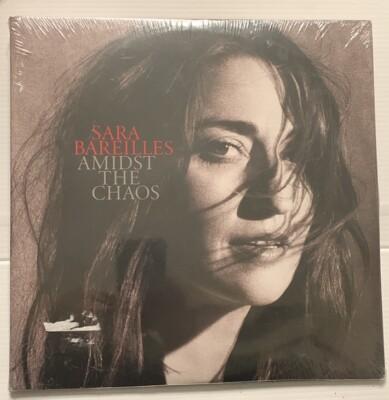 SARA
BAREILLES
AMIDST
THE
CHAOS